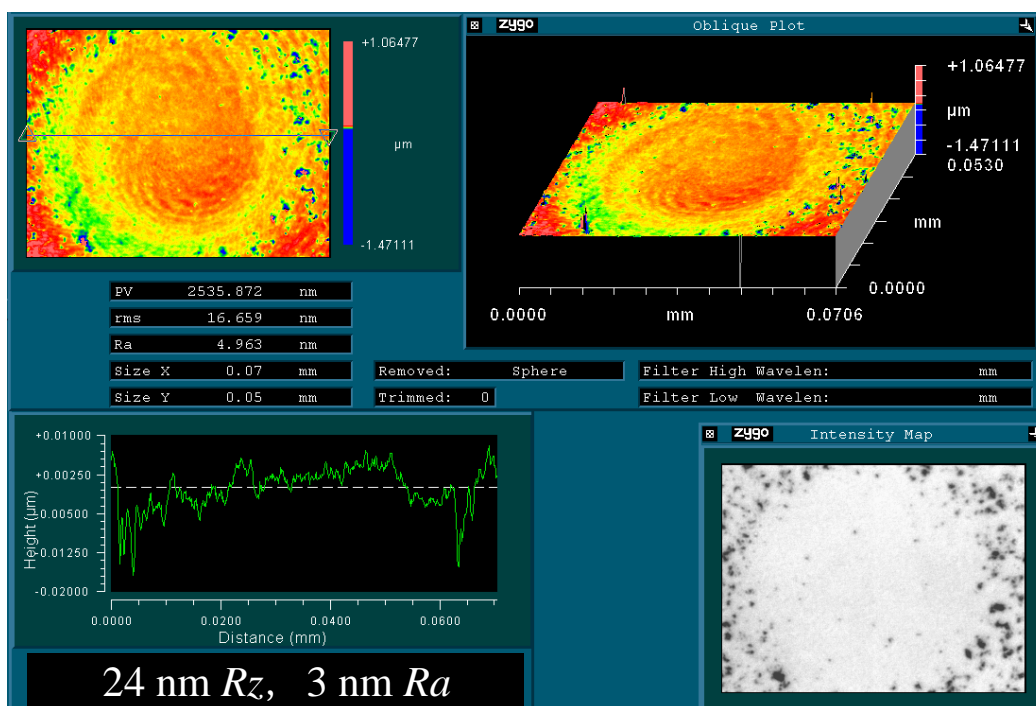 +1.06477
µm
-1.47111
zygo Oblique Plot
+1.06477
µm
-1.47111
0.0530
mm
0.0000
0.0000 mm 0.0706
PV 2535.872 nm
rms 16.659 nm
Ra 4.963 nm
Size X 0.07 mm
Size Y 0.05 mm
Removed: Sphere
Trimmed: 0
Filter High Wavelen: mm
Filter Low Wavelen: mm
+0.01000
+0.00250
-0.00500
-0.01250
-0.02000
Height (µm)
0.0000 0.0200 0.0400 0.0600
Distance (mm)
zygo Intensity Map
24 nm Rz, 3 nm Ra